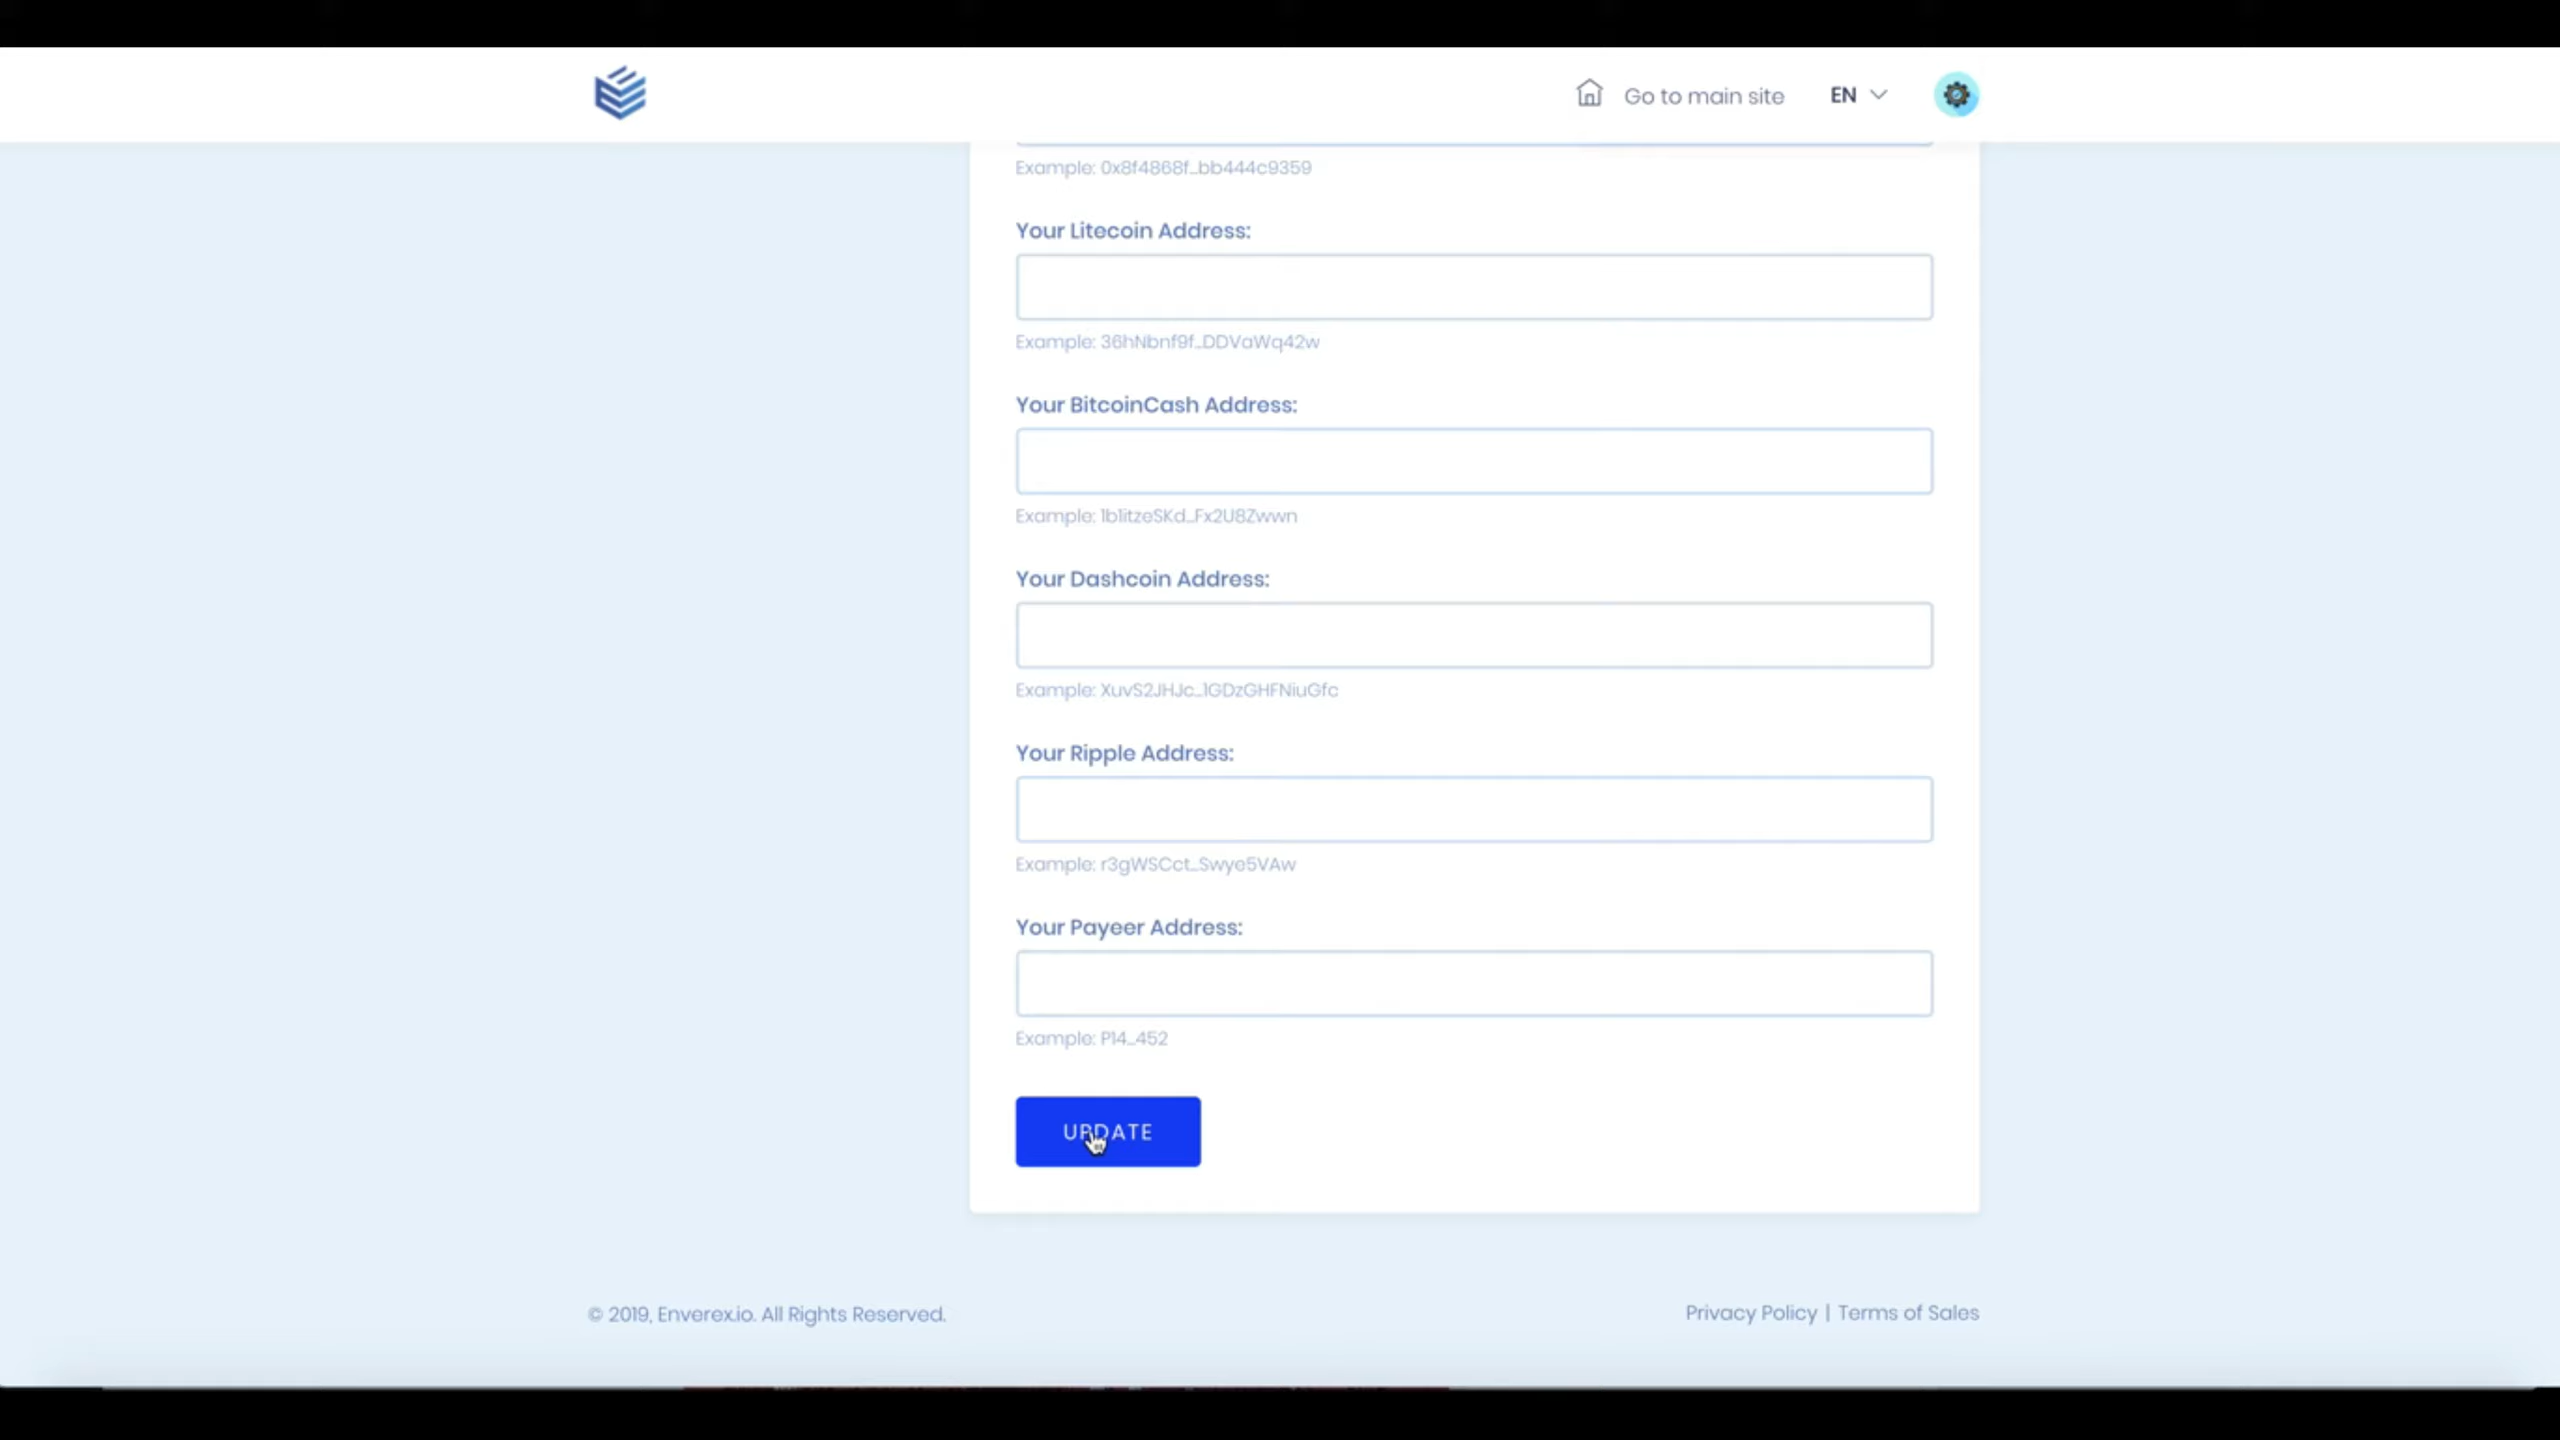 Go to main site
EN
Example: 0x8f4868f...bb444c9359
Your Litecoin Address:
Example: 36hNbnf9f...DDVaWq42w
Your BitcoinCash Address:
Example: 1b1itzeSKd...Fx2U8Zwwn
Your Dashcoin Address:
Example: XuvS2JHJc...1GDzGHFNiuGfc
Your Ripple Address:
Example: r3gWSCct...Swye5VAw
Your Payeer Address:
Example: P14...452
UPDATE
© 2019, Enverex.io. All Rights Reserved.
Privacy Policy | Terms of Sales